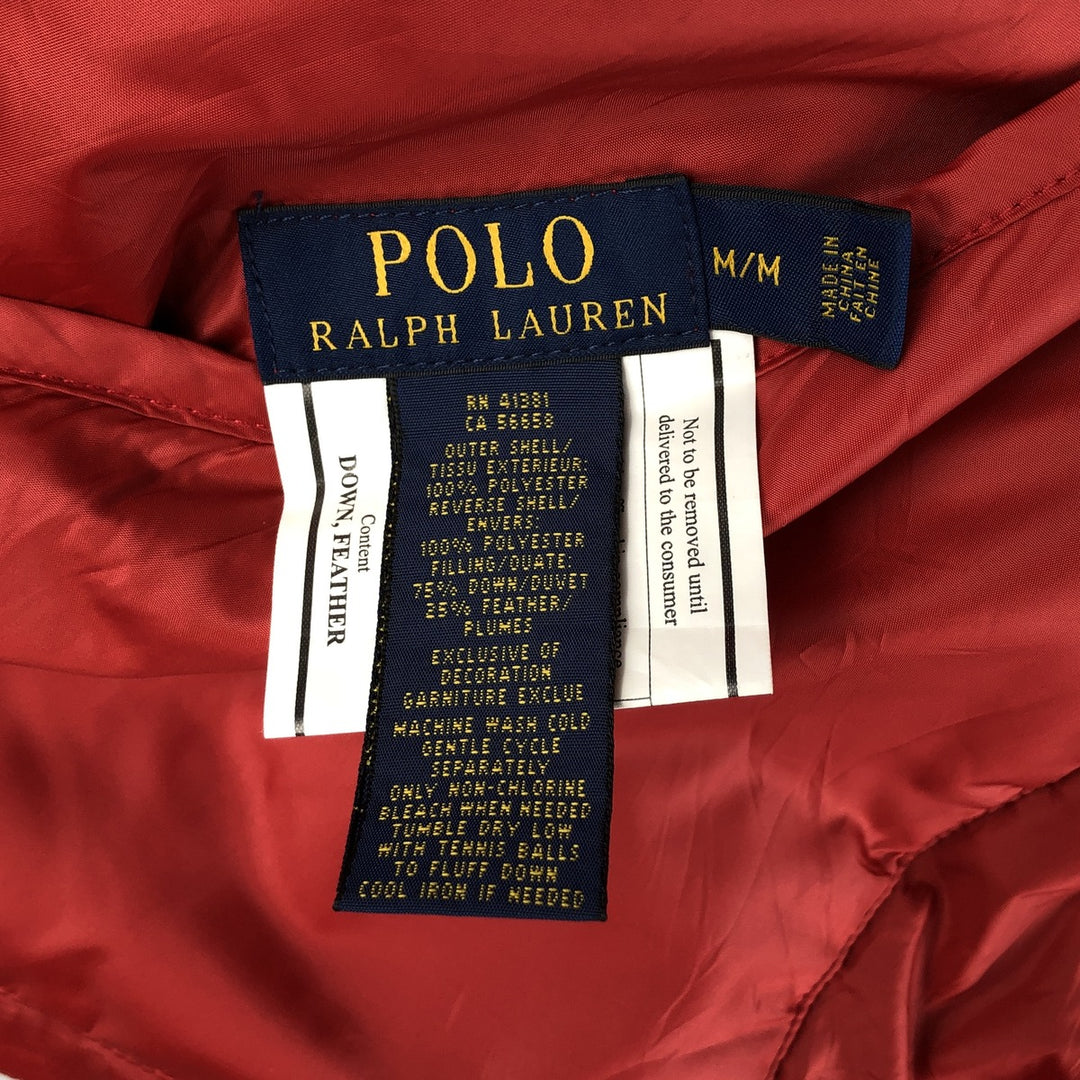 POLO
RALPH LAUREN
M/M
MADE IN
CHINA
FAIT EN
CHINE
RN 41381
CA 56658
OUTER SHELL/
TISSU EXTERIEUR:
100% POLYESTER
REVERSE SHELL/
ENVERS:
100% POLYESTER
FILLING/OUATE:
75% DOWN/DUVET
25% FEATHER/
PLUMES
EXCLUSIVE OF
DECORATION
GARNITURE EXCLUE
MACHINE WASH COLD
GENTLE CYCLE
SEPARATELY
ONLY NON-CHLORINE
BLEACH WHEN NEEDED
TUMBLE DRY LOW
WITH TENNIS BALLS
TO FLUFF DOWN
COOL IRON IF NEEDED
Content
DOWN, FEATHER
Not to be removed until
delivered to the consumer